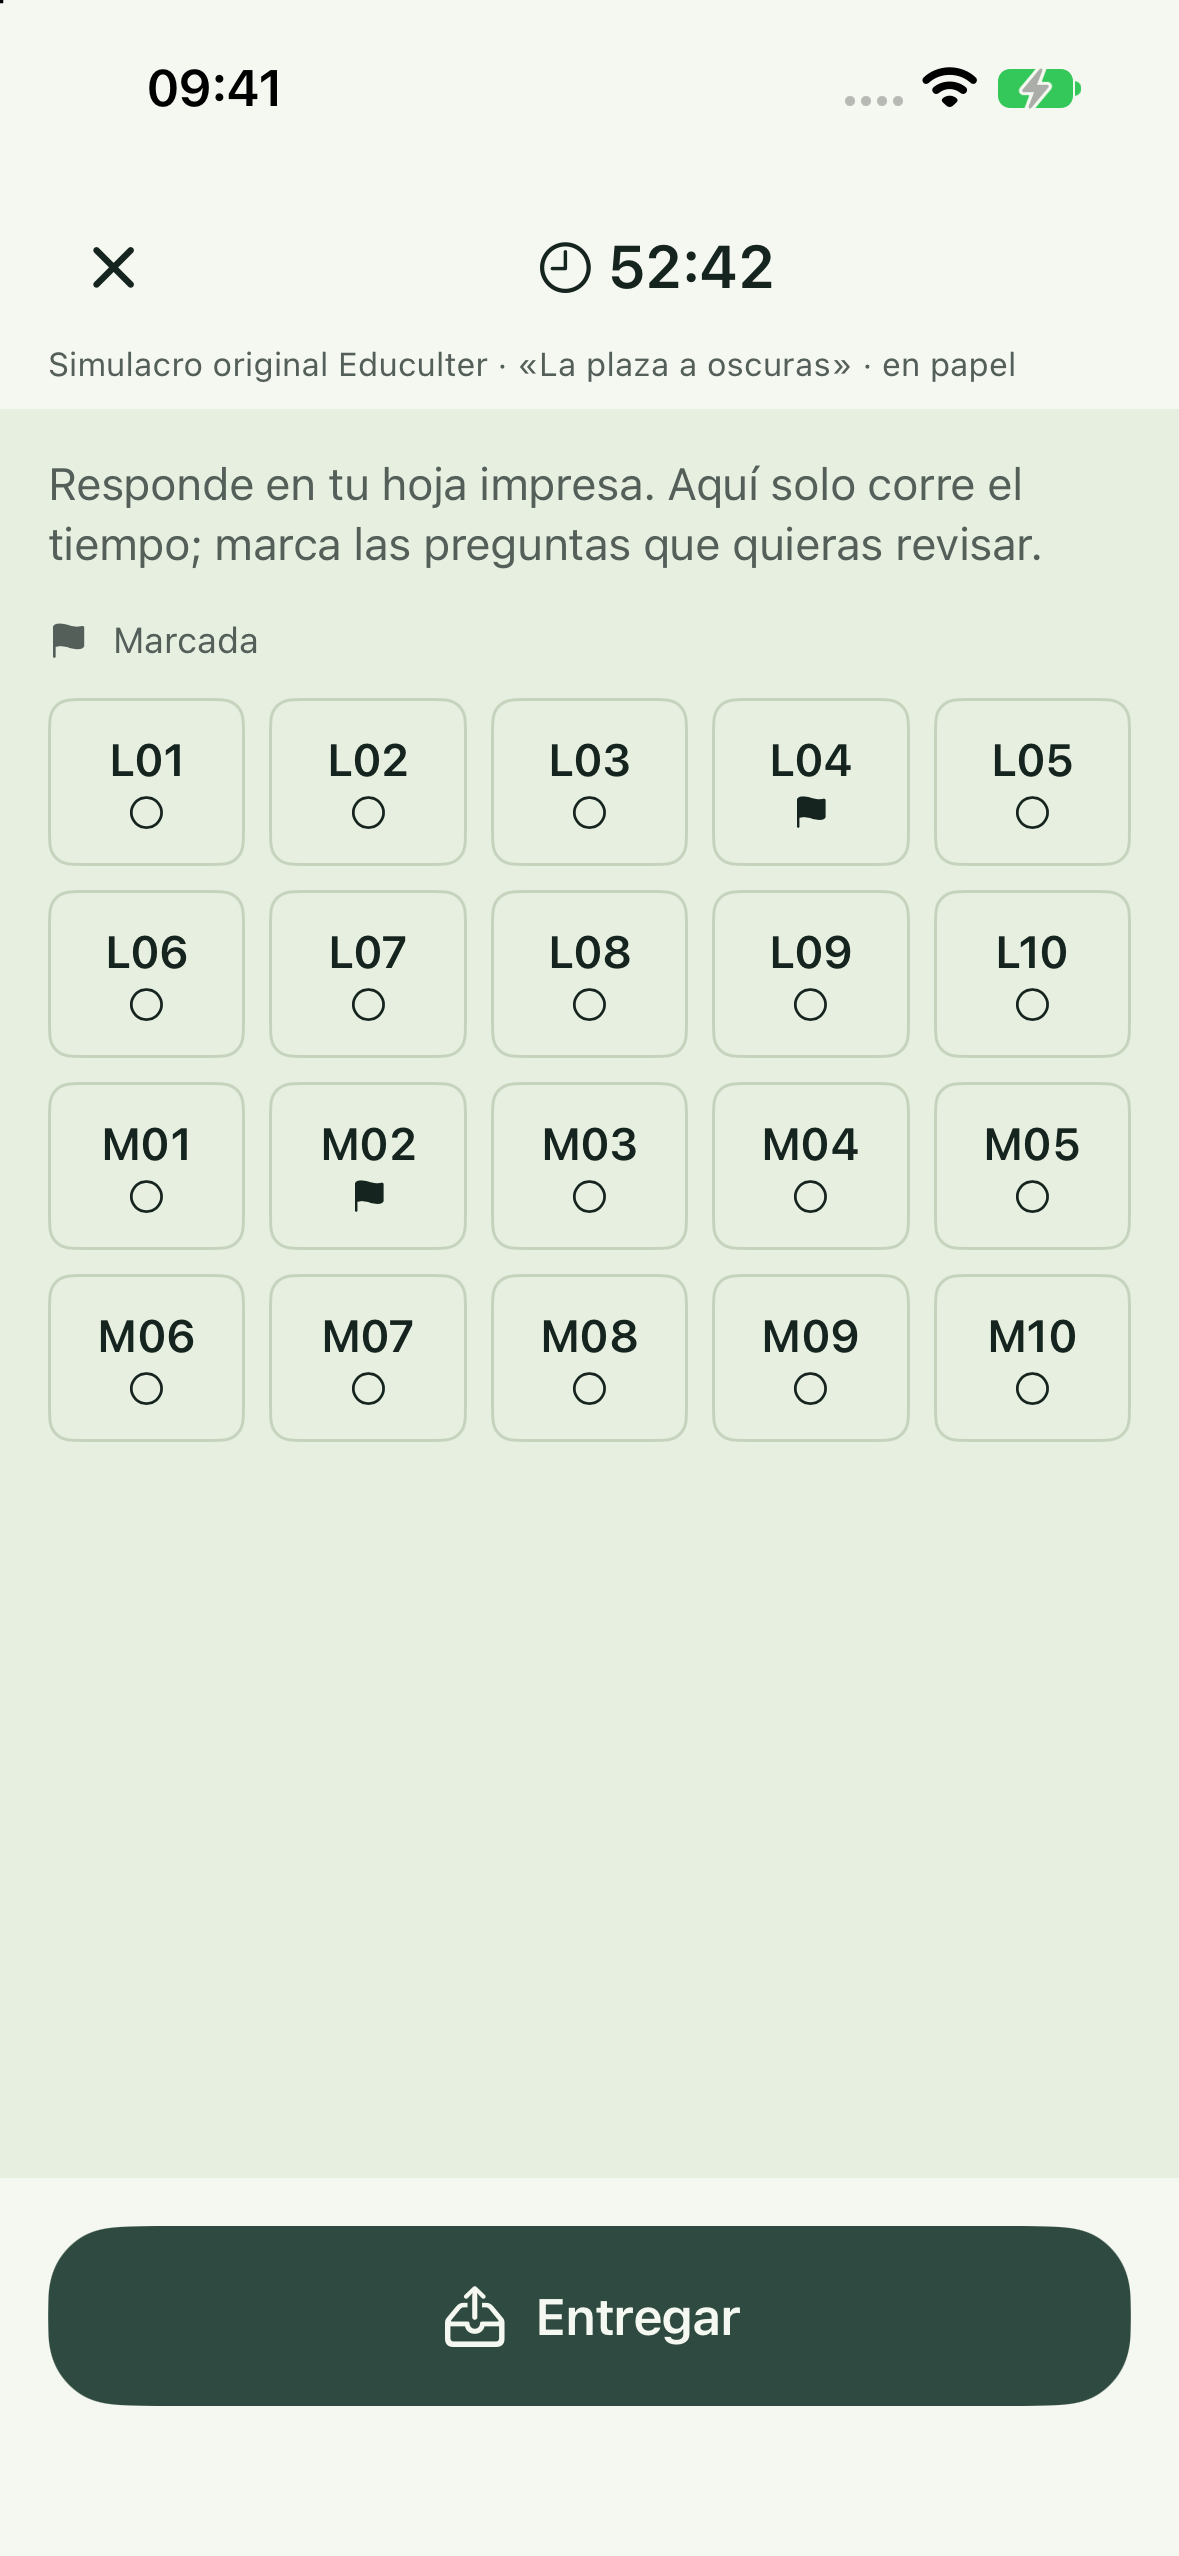 09:41
52:42
Simulacro original Educulter · «La plaza a oscuras» · en papel
Responde en tu hoja impresa. Aquí solo corre el
tiempo; marca las preguntas que quieras revisar.
Marcada
L01 L02 L03 L04 L05
L06 L07 L08 L09 L10
M01 M02 M03 M04 M05
M06 M07 M08 M09 M10
Entregar